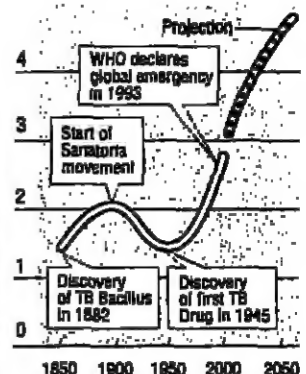 Projection
4
WHO declares
global emergency
in 1993
3
Start of
Sanatoria
movement
2
1
Discovery
of TB Bacillus
in 1882
Discovery
of first TB
Drug in 1945
0
1850 1900 1950 2000 2050